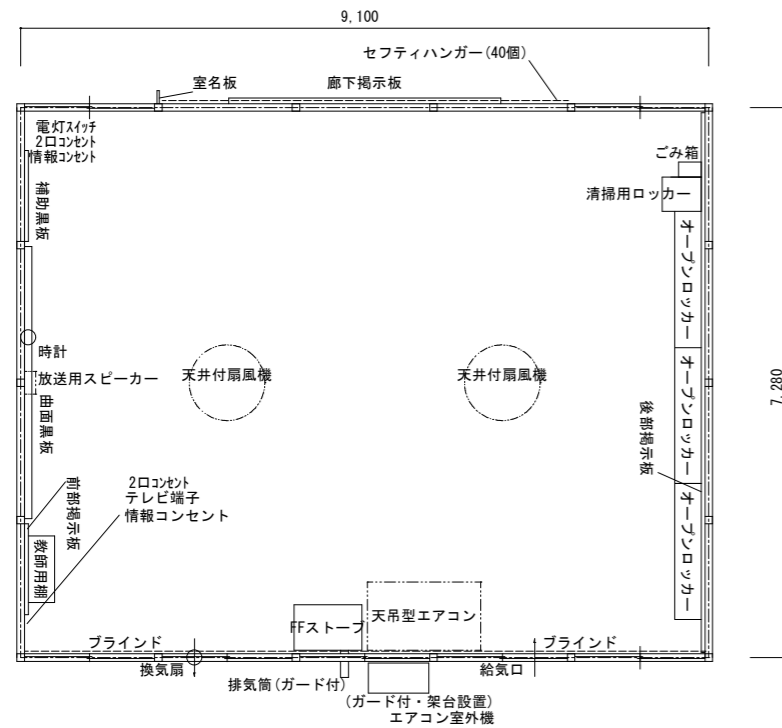 9,100
セフティハンガー(40個)
室名板
廊下掲示板
電灯スイッチ
2口コンセント
情報コンセント
ごみ箱
清掃用ロッカー
補助黒板
オープンロッカー
時計
放送用スピーカー
天井付扇風機
天井付扇風機
オープンロッカー
7,280
曲面黒板
後部掲示板
前部掲示板
2口コンセント
テレビ端子
情報コンセント
オープンロッカー
教師用棚
FFストーブ
天吊型エアコン
ブラインド
ブラインド
換気扇
給気口
排気筒(ガード付)
(ガード付・架台設置)
エアコン室外機